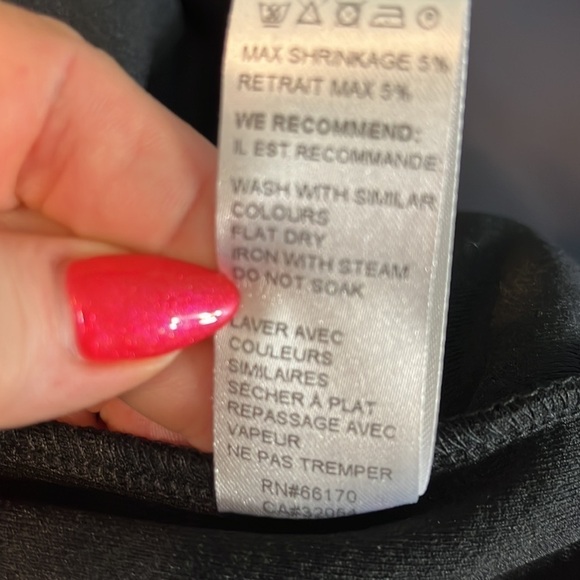 MAX SHRINKAGE 5%
RETRAIT MAX 5%
WE RECOMMEND:
IL EST RECOMMANDE
WASH WITH SIMILAR
COLOURS
FLAT DRY
IRON WITH STEAM
DO NOT SOAK
LAVER AVEC
COULEURS
SIMILAIRES
SÉCHER À PLAT
REPASSAGE AVEC
VAPEUR
NE PAS TREMPER
RN#66170